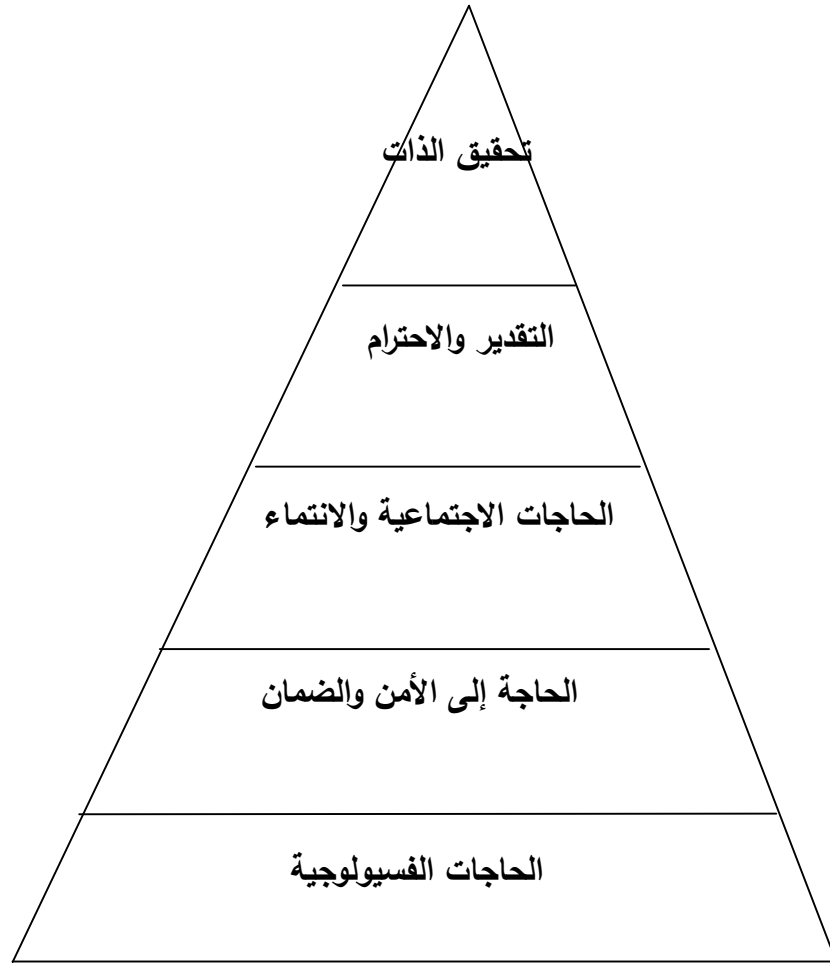 تحقيق الذات
التقدير والاحترام
الحاجات الاجتماعية والانتماء
الحاجة إلى الأمن والضمان
الحاجات الفسيولوجية